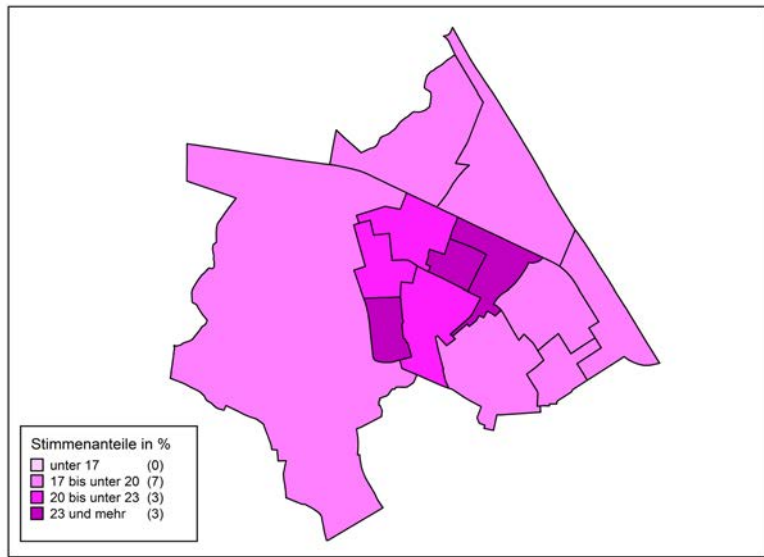 Stimmenanteile in %
unter 17 (0)
17 bis unter 20 (7)
20 bis unter 23 (3)
23 und mehr (3)